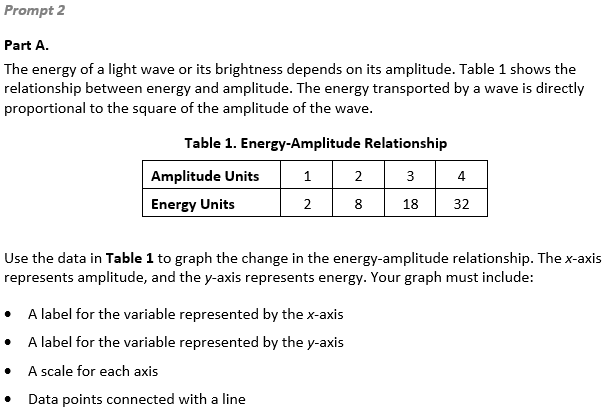 Prompt 2
Part A.
The energy of a light wave or its brightness depends on its amplitude. Table 1 shows the
relationship between energy and amplitude. The energy transported by a wave is directly
proportional to the square of the amplitude of the wave.
Table 1. Energy-Amplitude Relationship
Amplitude Units 1 2 3 4
Energy Units 2 8 18 32
Use the data in Table 1 to graph the change in the energy-amplitude relationship. The x-axis
represents amplitude, and the y-axis represents energy. Your graph must include:
• A label for the variable represented by the x-axis
• A label for the variable represented by the y-axis
• A scale for each axis
• Data points connected with a line